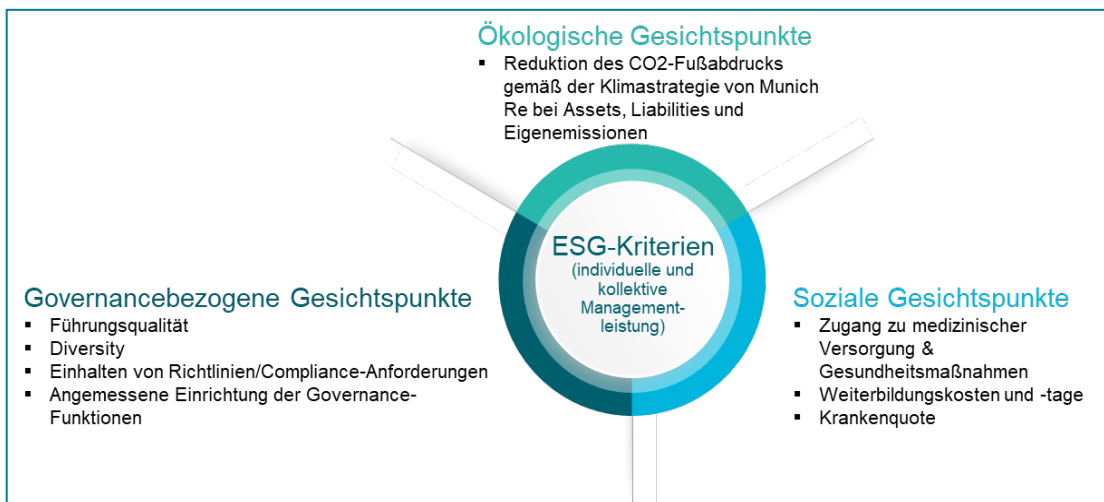 Ökologische Gesichtspunkte
▪ Reduktion des CO2-Fußabdrucks
gemäß der Klimastrategie von Munich
Re bei Assets, Liabilities und
Eigenemissionen
ESG-Kriterien
(individuelle und
kollektive
Management-
leistung)
Governancebezogene Gesichtspunkte
▪ Führungsqualität
▪ Diversity
▪ Einhalten von Richtlinien/Compliance-Anforderungen
▪ Angemessene Einrichtung der Governance-
Funktionen
Soziale Gesichtspunkte
▪ Zugang zu medizinischer
Versorgung &
Gesundheitsmaßnahmen
▪ Weiterbildungskosten und -tage
▪ Krankenquote